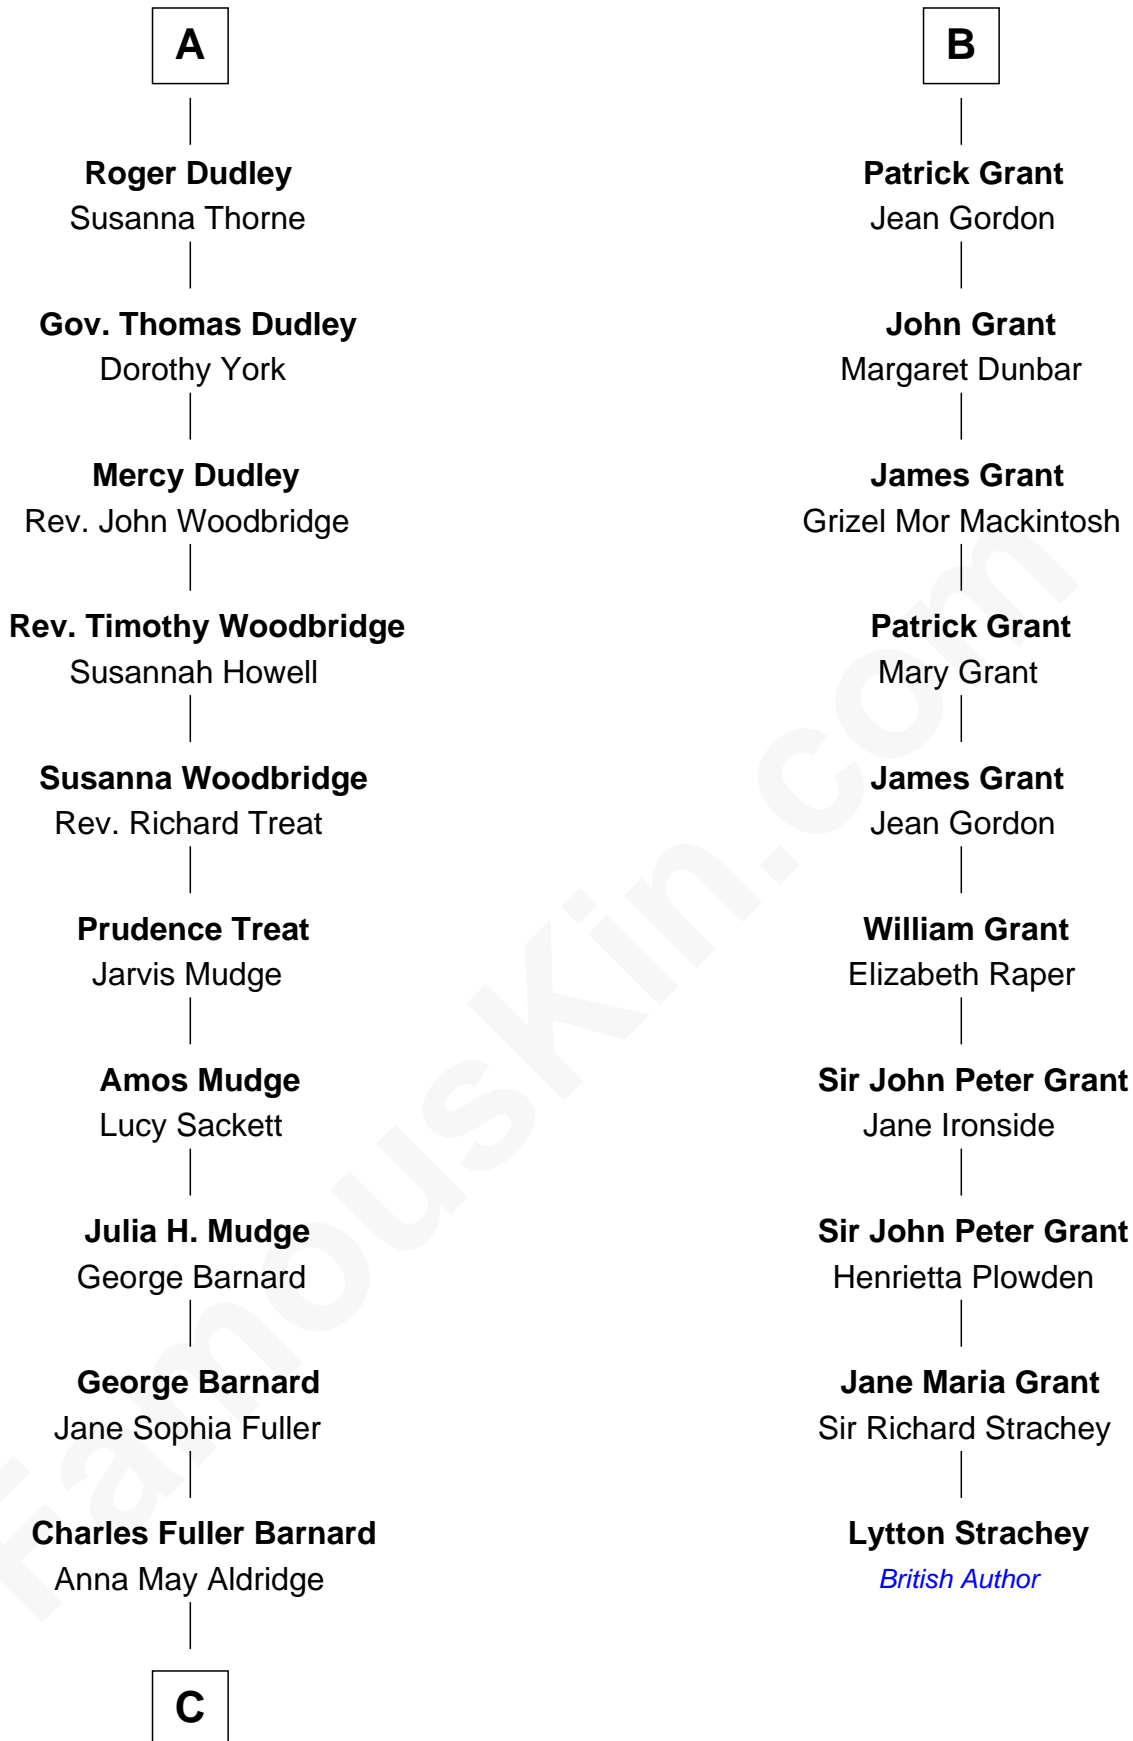 A
Roger Dudley
Susanna Thorne
Gov. Thomas Dudley
Dorothy York
Mercy Dudley
Rev. John Woodbridge
Rev. Timothy Woodbridge
Susannah Howell
Susanna Woodbridge
Rev. Richard Treat
Prudence Treat
Jarvis Mudge
Amos Mudge
Lucy Sackett
Julia H. Mudge
George Barnard
George Barnard
Jane Sophia Fuller
Charles Fuller Barnard
Anna May Aldridge
C
B
Patrick Grant
Jean Gordon
John Grant
Margaret Dunbar
James Grant
Grizel Mor Mackintosh
Patrick Grant
Mary Grant
James Grant
Jean Gordon
William Grant
Elizabeth Raper
Sir John Peter Grant
Jane Ironside
Sir John Peter Grant
Henrietta Plowden
Jane Maria Grant
Sir Richard Strachey
Lytton Strachey
British Author
FamousKin.com